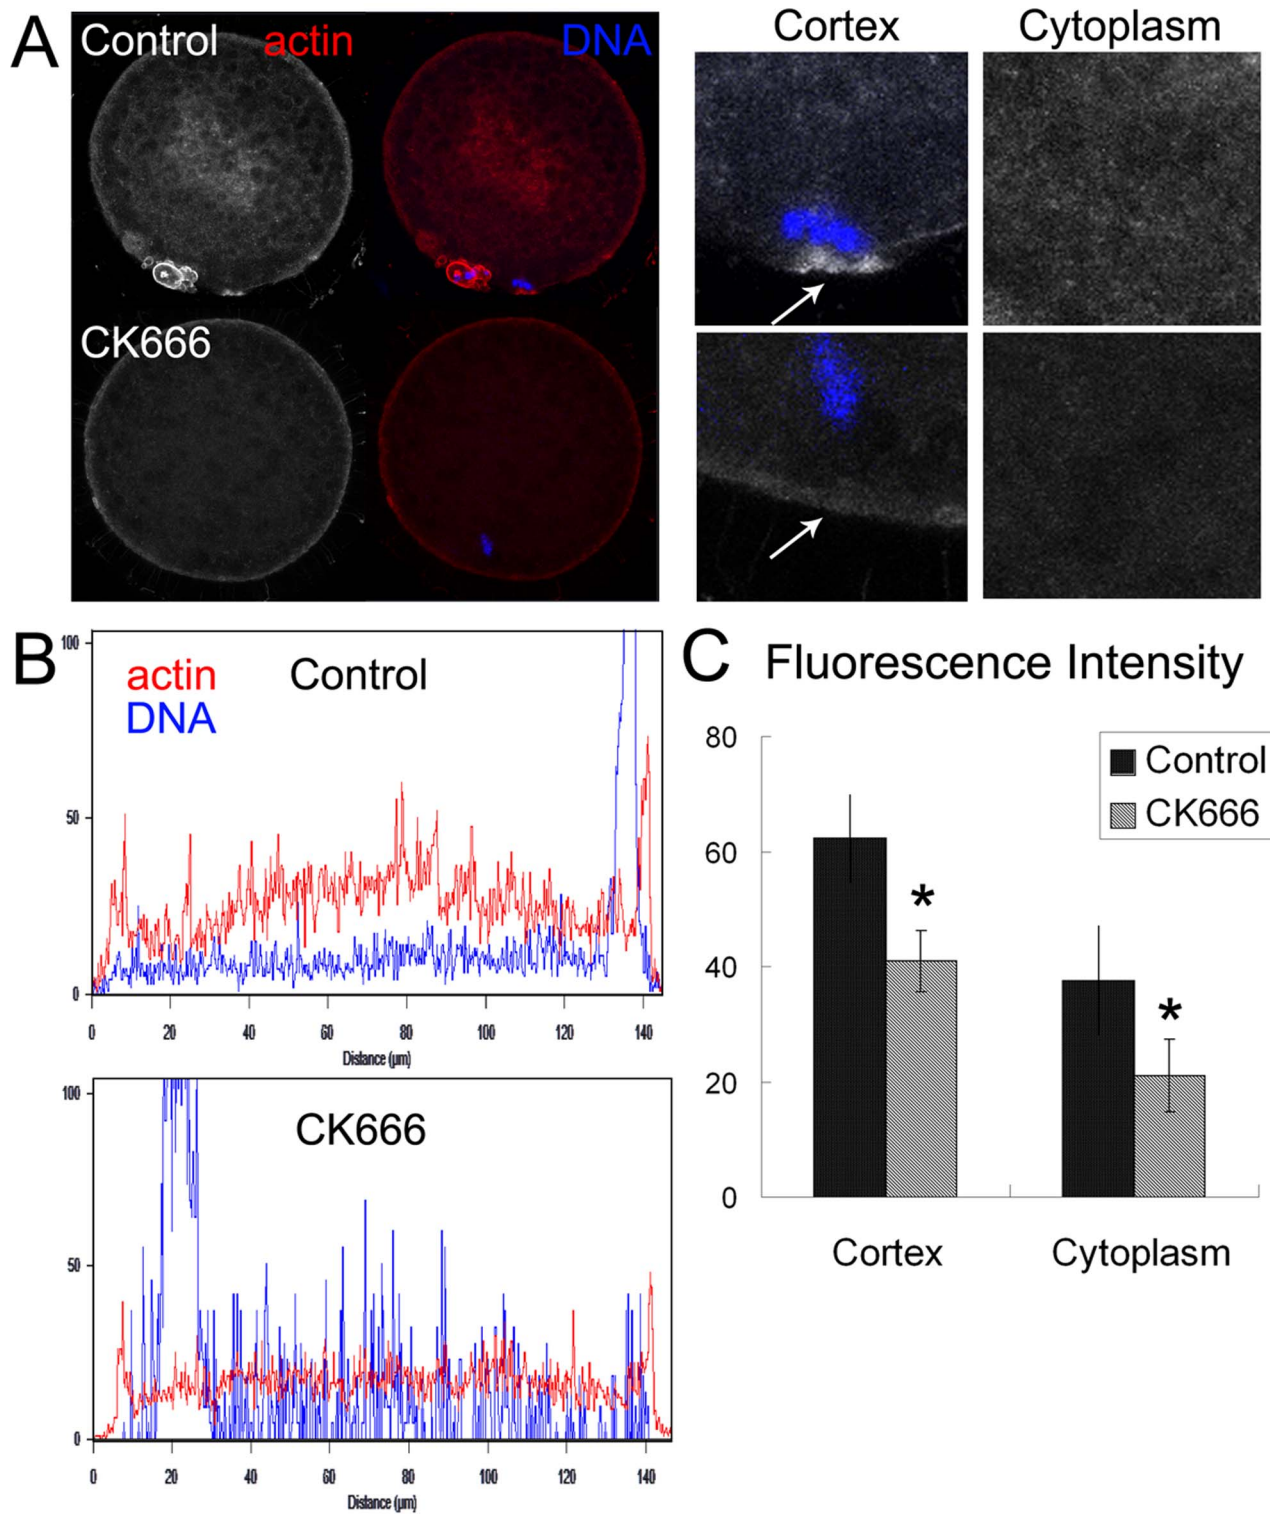 A
Control actin DNA
CK666
Cortex Cytoplasm
B
100
50
0
actin
DNA
Control
0 20 40 60 80 100 120 140
Distance (µm)
100
50
0
CK666
0 20 40 60 80 100 120 140
Distance (µm)
C Fluorescence Intensity
80
60
40
20
0
Control
CK666
*
*
Cortex Cytoplasm